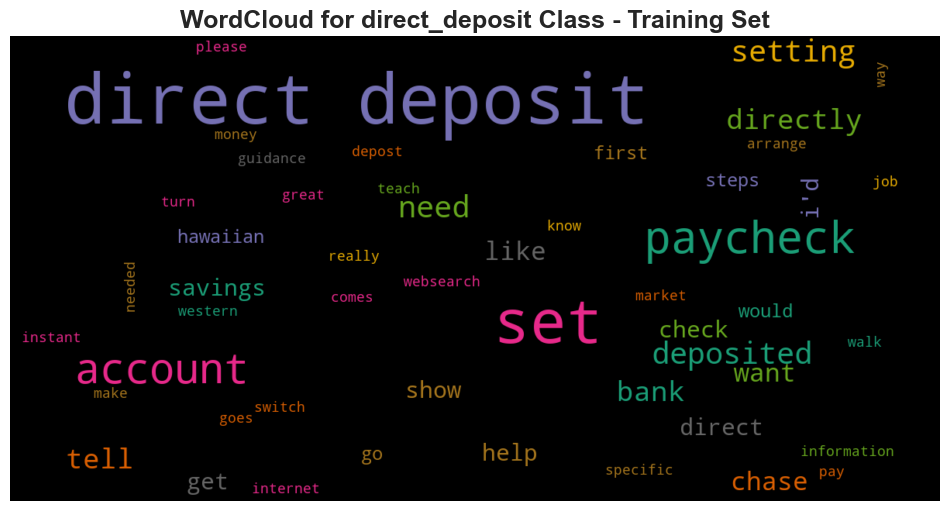 WordCloud for direct_deposit Class - Training Set
please
setting
way
direct deposit
directly
money
arrange
guidance
depost
first
teach
steps
i'd
job
turn
great
need
know
hawaiian
like
paycheck
really
needed
savings
websearch
comes
market
western
set
would
instant
check
walk
account
deposited
want
make
show
bank
switch
goes
direct
tell
go
help
information
specific
pay
get
internet
chase